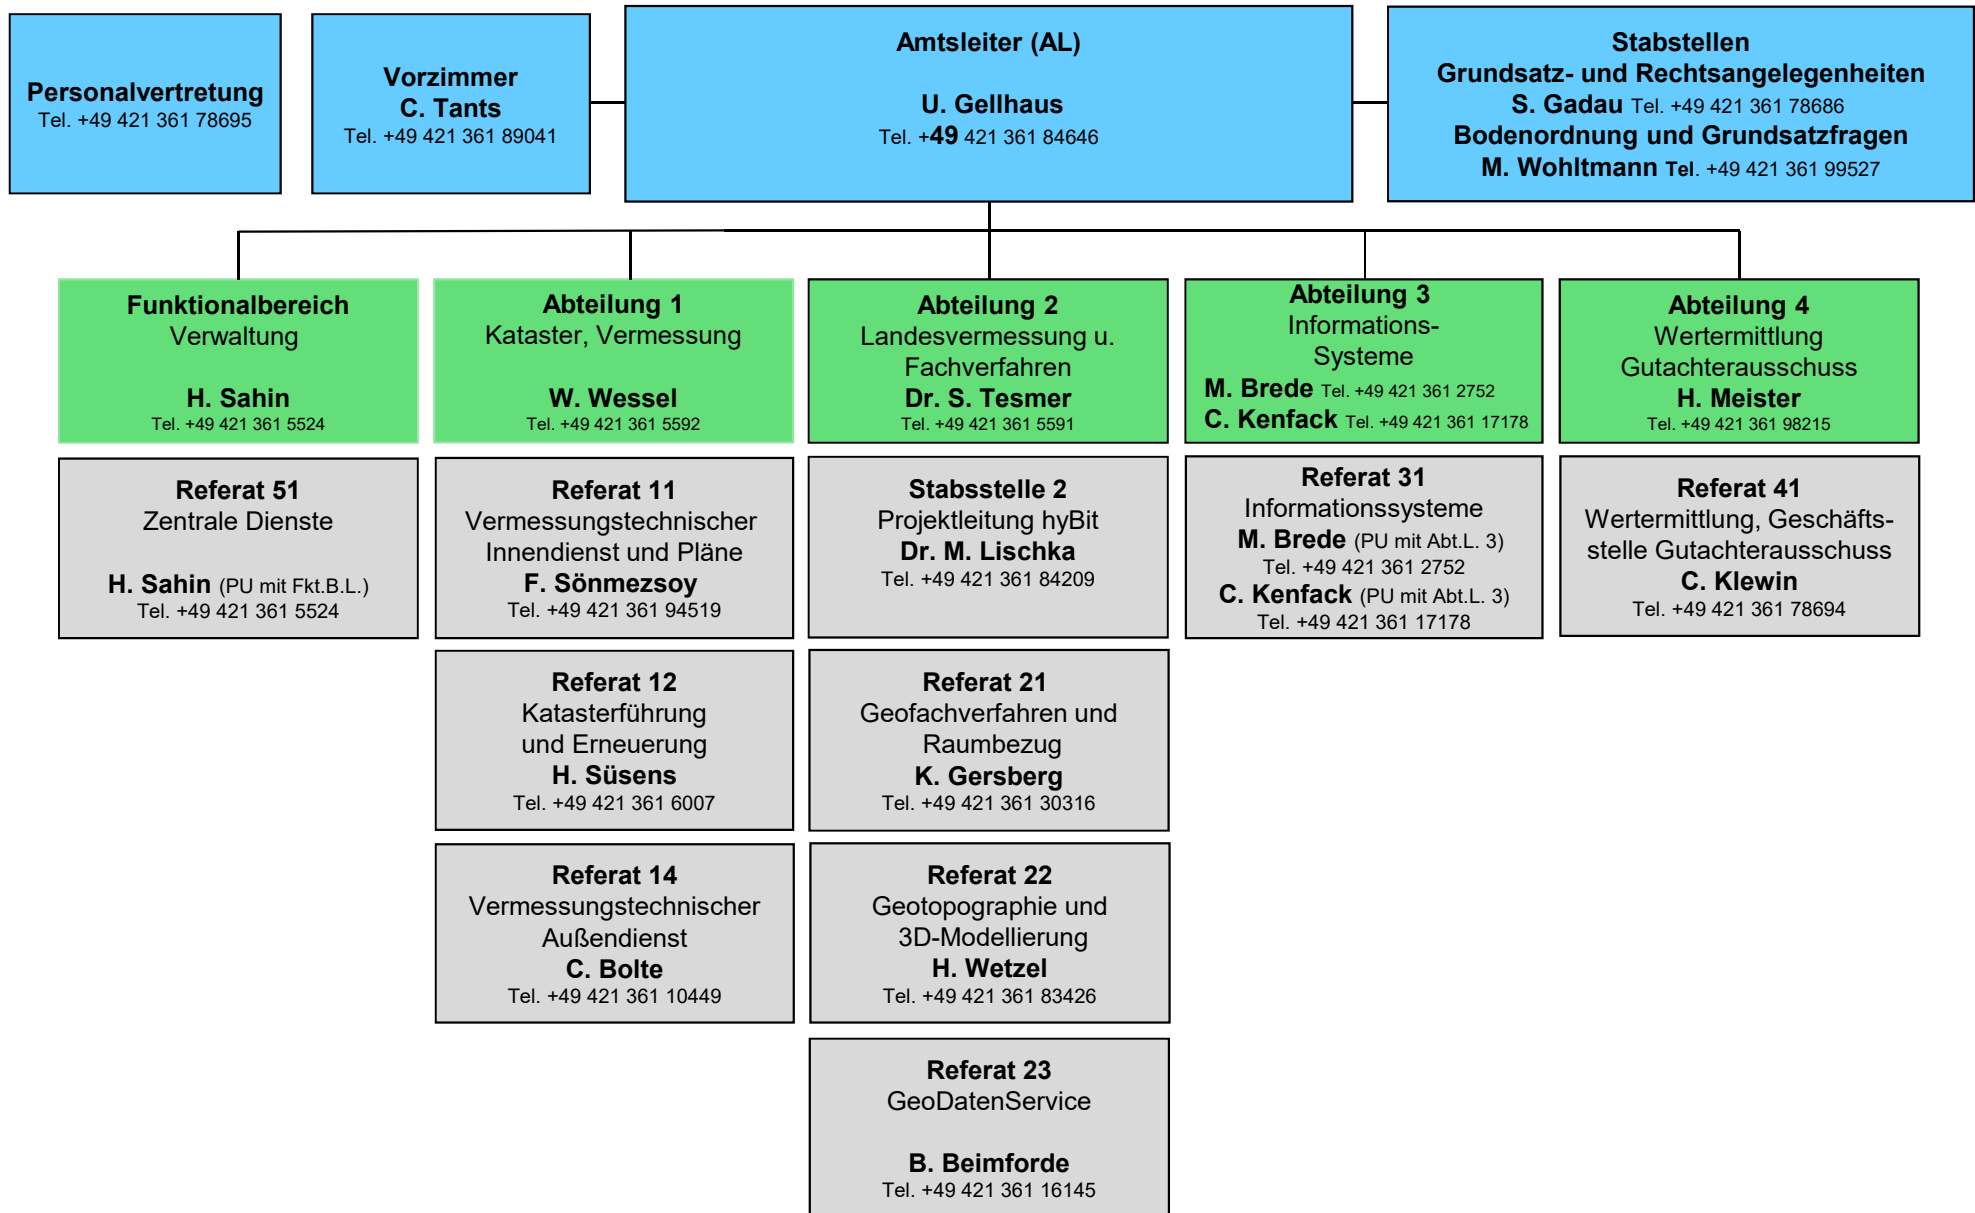 Personalvertretung
Tel. +49 421 361 78695
Vorzimmer
C. Tants
Tel. +49 421 361 89041
Amtsleiter (AL)
U. Gellhaus
Tel. +49 421 361 84646
Stabstellen
Grundsatz- und Rechtsangelegenheiten
S. Gadau Tel. +49 421 361 78686
Bodenordnung und Grundsatzfragen
M. Wohltmann Tel. +49 421 361 99527
Funktionalbereich
Verwaltung
H. Sahin
Tel. +49 421 361 5524
Abteilung 1
Kataster, Vermessung
W. Wessel
Tel. +49 421 361 5592
Abteilung 2
Landesvermessung u.
Fachverfahren
Dr. S. Tesmer
Tel. +49 421 361 5591
Abteilung 3
Informations-
Systeme
M. Brede Tel. +49 421 361 2752
C. Kenfack Tel. +49 421 361 17178
Abteilung 4
Wertermittlung
Gutachterausschuss
H. Meister
Tel. +49 421 361 98215
Referat 51
Zentrale Dienste
H. Sahin (PU mit Fkt.B.L.)
Tel. +49 421 361 5524
Referat 11
Vermessungstechnischer
Innendienst und Pläne
F. Sönmezsoy
Tel. +49 421 361 94519
Stabsstelle 2
Projektleitung hyBit
Dr. M. Lischka
Tel. +49 421 361 84209
Referat 31
Informationssysteme
M. Brede (PU mit Abt.L. 3)
Tel. +49 421 361 2752
C. Kenfack (PU mit Abt.L. 3)
Tel. +49 421 361 17178
Referat 41
Wertermittlung, Geschäfts-
stelle Gutachterausschuss
C. Klewin
Tel. +49 421 361 78694
Referat 12
Katasterführung
und Erneuerung
H. Süsens
Tel. +49 421 361 6007
Referat 21
Geofachverfahren und
Raumbezug
K. Gersberg
Tel. +49 421 361 30316
Referat 14
Vermessungstechnischer
Außendienst
C. Bolte
Tel. +49 421 361 10449
Referat 22
Geotopographie und
3D-Modellierung
H. Wetzel
Tel. +49 421 361 83426
Referat 23
GeoDatenService
B. Beimforde
Tel. +49 421 361 16145